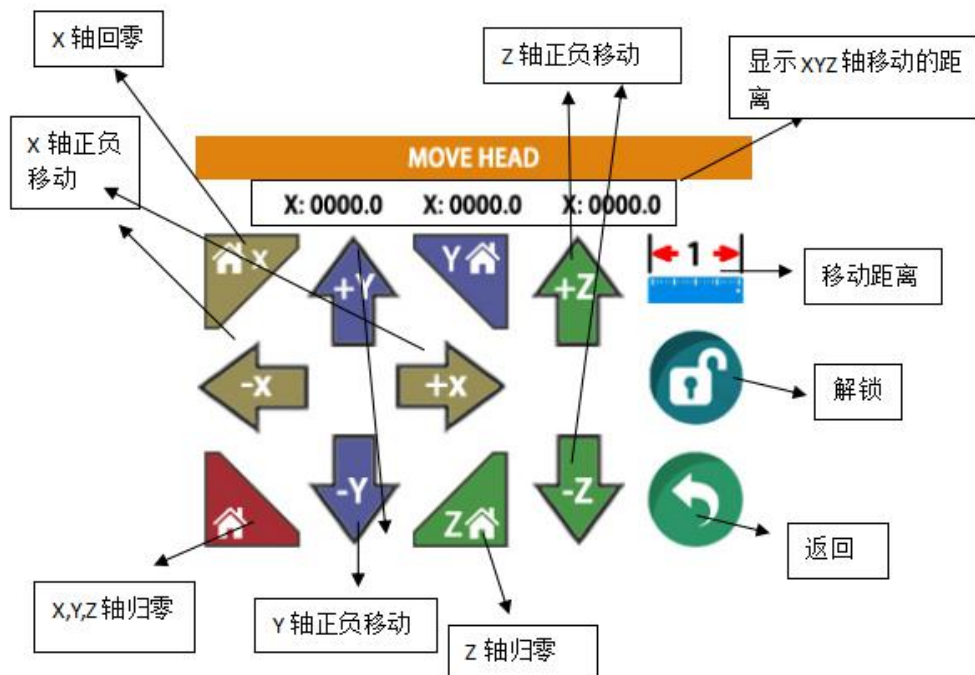 X 轴回零
Z 轴正负移动
显示 XYZ 轴移动的距
离
X 轴正负
移动
MOVE HEAD
X: 0000.0 X: 0000.0 X: 0000.0
X
+Y
Y
+Z
1
移动距离
-x
+x
解锁
-Y
Z
-Z
返回
X,Y,Z 轴归零
Y 轴正负移动
Z 轴归零